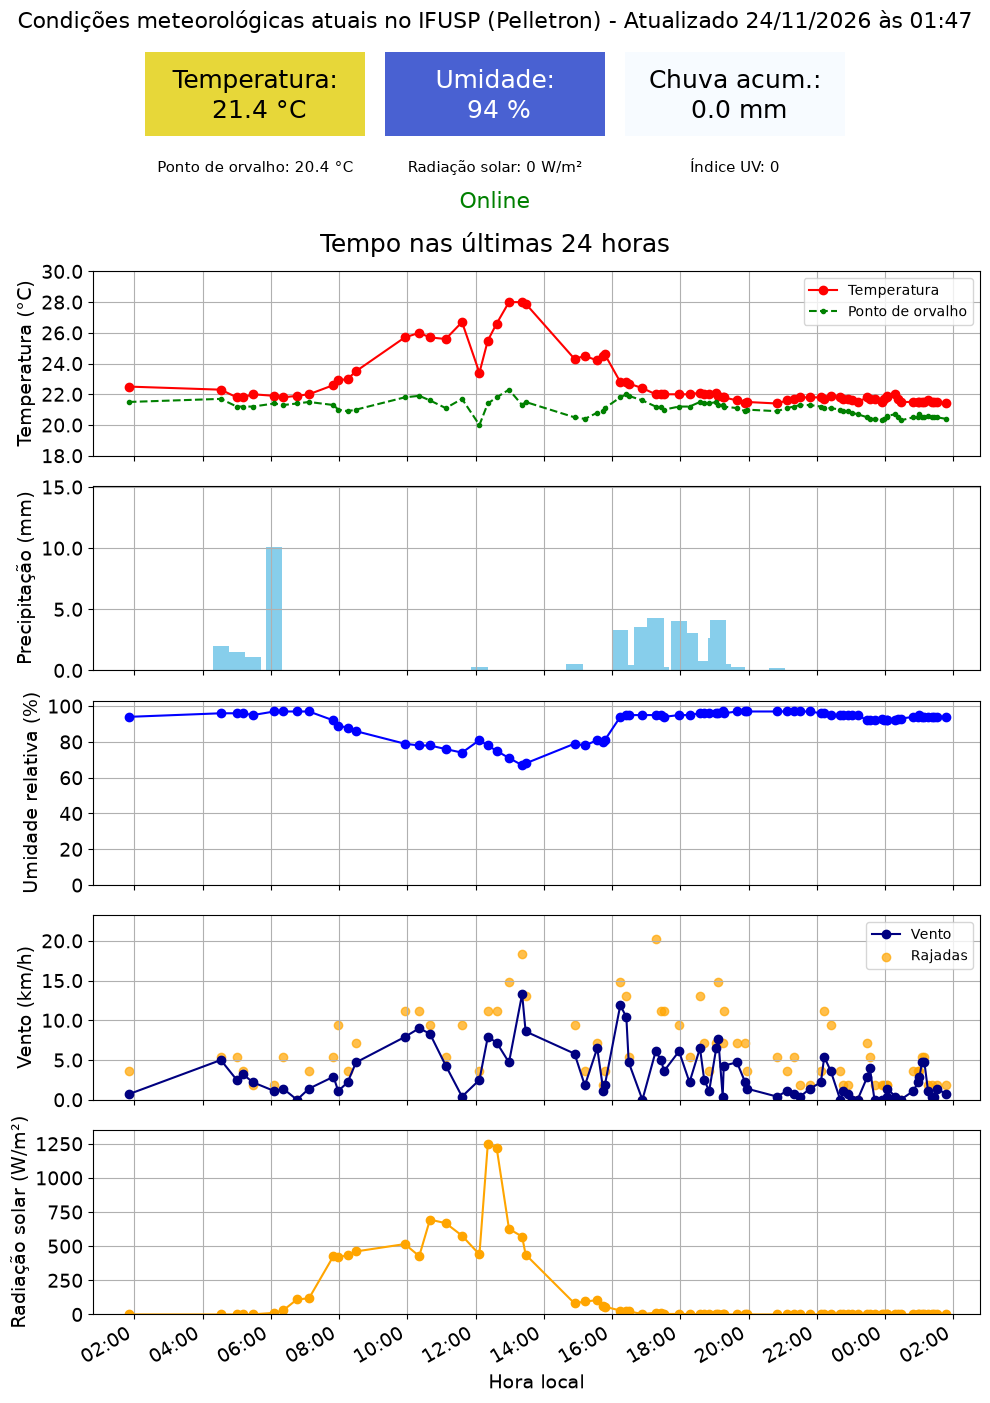 Condições meteorológicas atuais no IFUSP (Pelletron) - Atualizado 24/11/2026 às 01:47
Temperatura:
21.4 °C
Umidade:
94 %
Chuva acum.:
0.0 mm
Ponto de orvalho: 20.4 °C
Radiação solar: 0 W/m²
Índice UV: 0
Online
Tempo nas últimas 24 horas
Temperatura (°C)
30.0
28.0
26.0
24.0
22.0
20.0
18.0
Temperatura
Ponto de orvalho
Precipitação (mm)
15.0
10.0
5.0
0.0
Umidade relativa (%)
100
80
60
40
20
0
Vento (km/h)
20.0
15.0
10.0
5.0
0.0
Vento
Rajadas
Radiação solar (W/m²)
1250
1000
750
500
250
0
02:00
04:00
06:00
08:00
10:00
12:00
14:00
16:00
18:00
20:00
22:00
00:00
02:00
Hora local